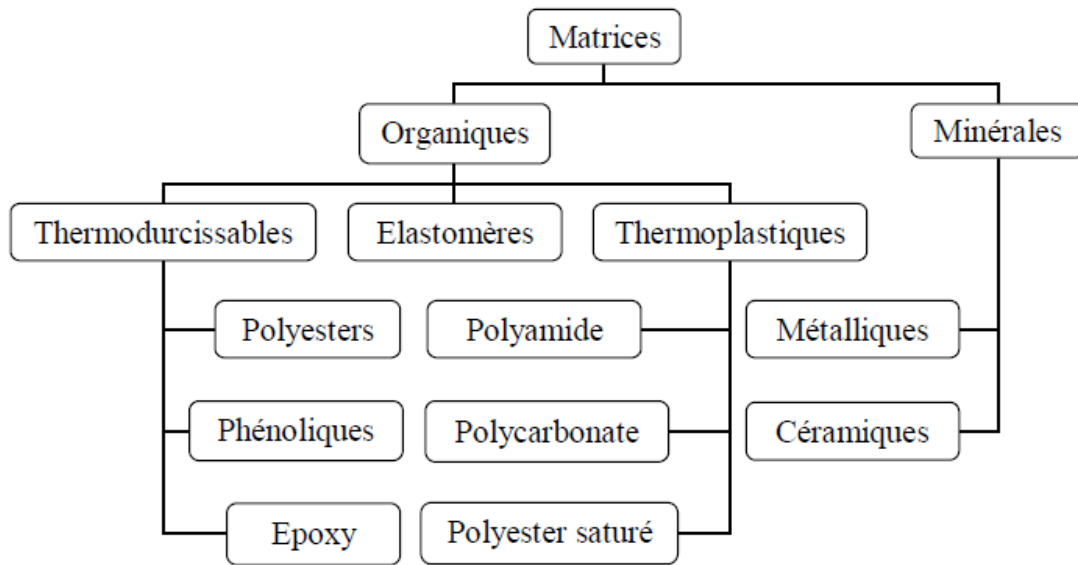 Matrices
Organiques
Minérales
Thermodurcissables
Elastomères
Thermoplastiques
Polyesters
Polyamide
Métalliques
Phénoliques
Polycarbonate
Céramiques
Epoxy
Polyester saturé